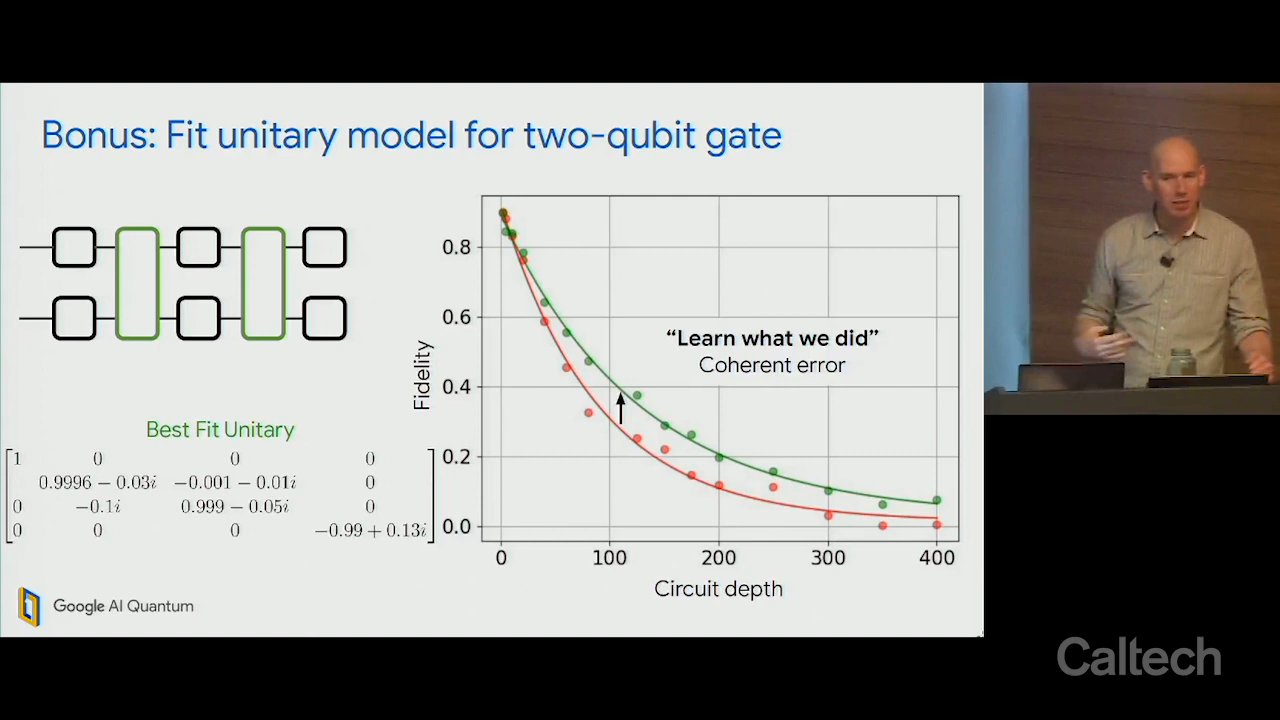 Bonus: Fit unitary model for two-qubit gate
Best Fit Unitary
1 0 0 0
0.9996 − 0.03i −0.001 − 0.01i 0
0 −0.1i 0.999 − 0.05i 0
0 0 0 −0.99 + 0.13i
Google AI Quantum
Fidelity
0.8
0.6
0.4
0.2
0.0
"Learn what we did"
Coherent error
0 100 200 300 400
Circuit depth
Caltech